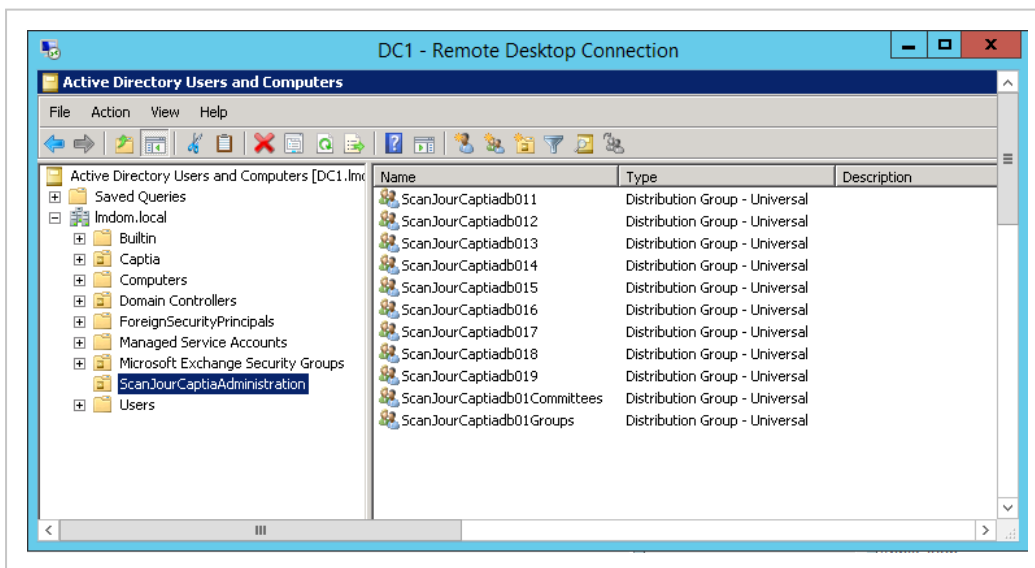 DC1 - Remote Desktop Connection
Active Directory Users and Computers
File Action View Help
Active Directory Users and Computers [DC1.lmd
Saved Queries
lmdom.local
Builtin
Captia
Computers
Domain Controllers
ForeignSecurityPrincipals
Managed Service Accounts
Microsoft Exchange Security Groups
ScanJourCaptiaAdministration
Users
Name Type Description
ScanJourCaptiadb011 Distribution Group - Universal
ScanJourCaptiadb012 Distribution Group - Universal
ScanJourCaptiadb013 Distribution Group - Universal
ScanJourCaptiadb014 Distribution Group - Universal
ScanJourCaptiadb015 Distribution Group - Universal
ScanJourCaptiadb016 Distribution Group - Universal
ScanJourCaptiadb017 Distribution Group - Universal
ScanJourCaptiadb018 Distribution Group - Universal
ScanJourCaptiadb019 Distribution Group - Universal
ScanJourCaptiadb01Committees Distribution Group - Universal
ScanJourCaptiadb01Groups Distribution Group - Universal